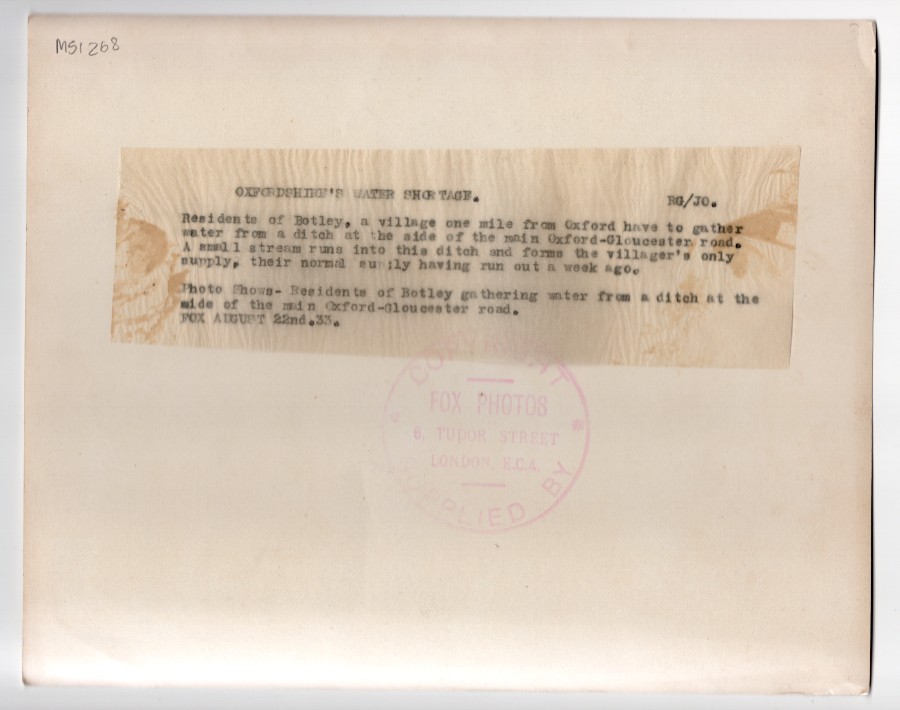 MS1268
OXFORDSHIRE'S WATER SHORTAGE. RG/JO.
Residents of Botley, a village one mile from Oxford have to gather
water from a ditch at the side of the main Oxford-Gloucester road.
A small stream runs into this ditch and forms the villager's only
supply, their normal supply having run out a week ago.
Photo Shows- Residents of Botley gathering water from a ditch at the
side of the main Oxford-Gloucester road.
FOX AUGUST 22nd.33.
COPYRIGHT
FOX PHOTOS
6, TUDOR STREET
LONDON, E.C.4.
SUPPLIED BY